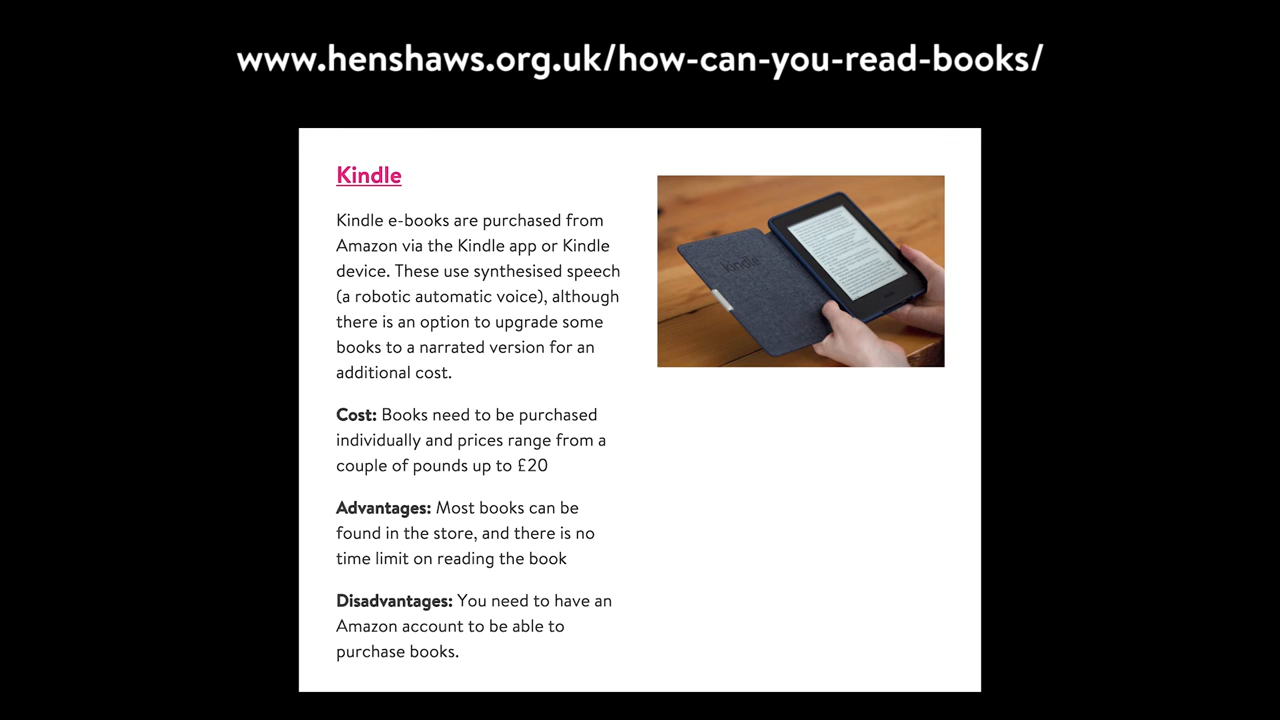 www.henshaws.org.uk/how-can-you-read-books/
Kindle
Kindle e-books are purchased from
Amazon via the Kindle app or Kindle
device. These use synthesised speech
(a robotic automatic voice), although
there is an option to upgrade some
books to a narrated version for an
additional cost.
Cost: Books need to be purchased
individually and prices range from a
couple of pounds up to £20
Advantages: Most books can be
found in the store, and there is no
time limit on reading the book
Disadvantages: You need to have an
Amazon account to be able to
purchase books.
kindle